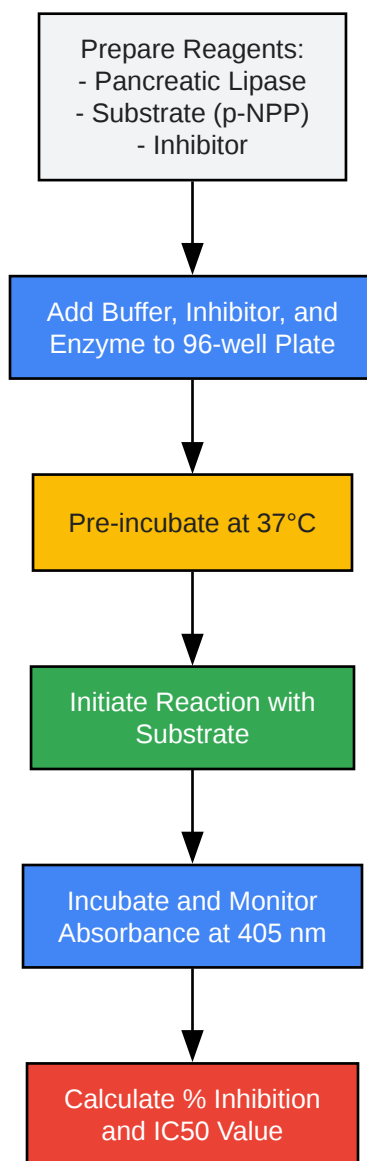 Prepare Reagents:
- Pancreatic Lipase
- Substrate (p-NPP)
- Inhibitor
Add Buffer, Inhibitor, and
Enzyme to 96-well Plate
Pre-incubate at 37°C
Initiate Reaction with
Substrate
Incubate and Monitor
Absorbance at 405 nm
Calculate % Inhibition
and IC50 Value